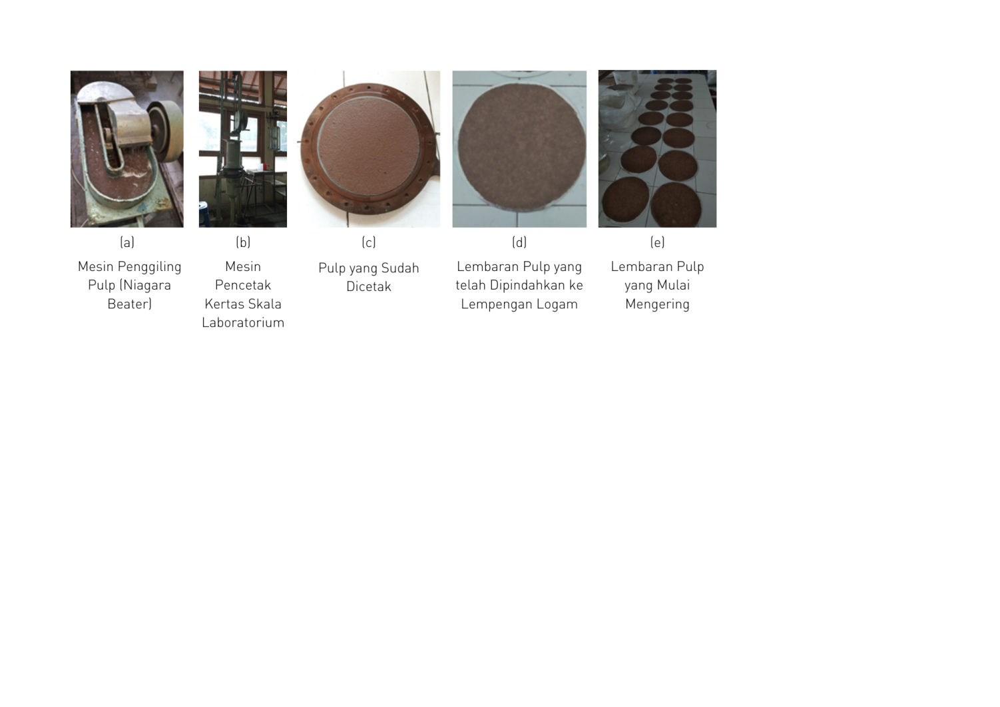 (a)
Mesin Penggiling
Pulp (Niagara
Beater)
(b)
Mesin
Pencetak
Kertas Skala
Laboratorium
(c)
Pulp yang Sudah
Dicetak
(d)
Lembaran Pulp yang
telah Dipindahkan ke
Lempengan Logam
(e)
Lembaran Pulp
yang Mulai
Mengering